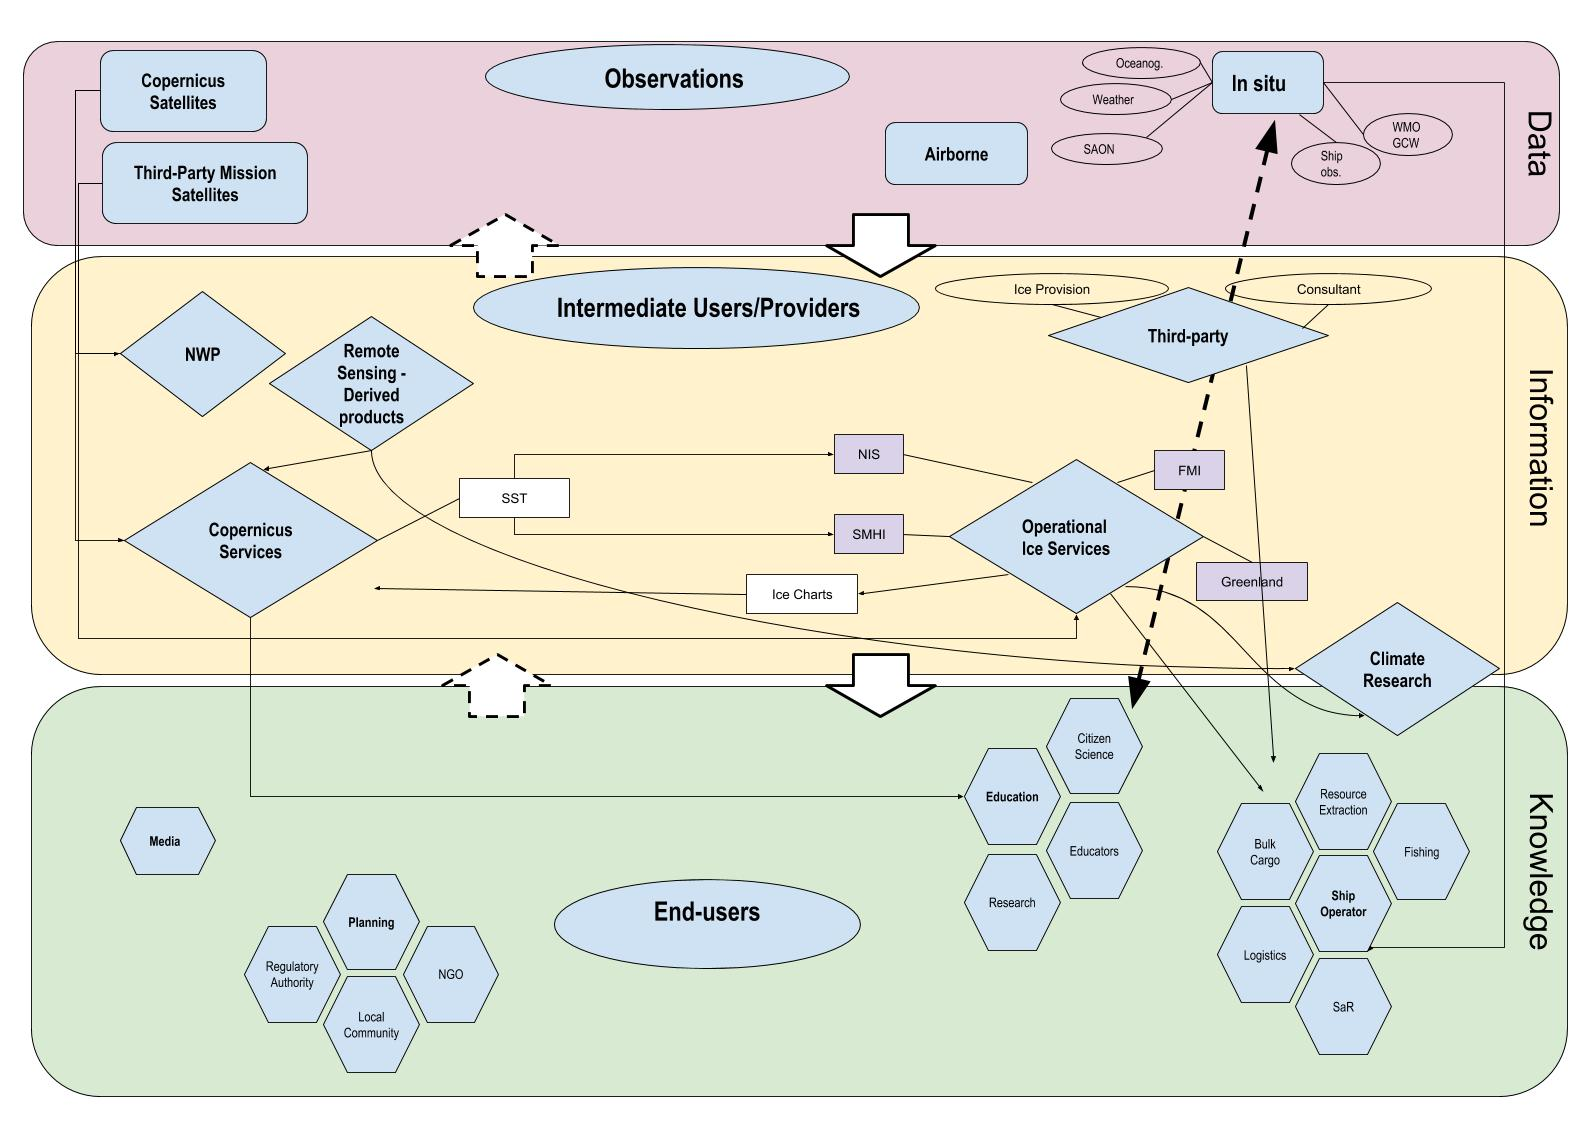 Observations
Copernicus
Satellites
Third-Party Mission
Satellites
Airborne
Oceanog.
Weather
SAON
In situ
WMO
GCW
Ship
obs.
Data
Intermediate Users/Providers
Ice Provision
Consultant
Third-party
NWP
Remote
Sensing -
Derived
products
Copernicus
Services
SST
NIS
SMHI
FMI
Operational
Ice Services
Greenland
Ice Charts
Climate
Research
Information
Citizen
Science
Education
Educators
Research
Resource
Extraction
Bulk
Cargo
Fishing
Ship
Operator
Logistics
SaR
Media
Planning
Regulatory
Authority
NGO
Local
Community
End-users
Knowledge